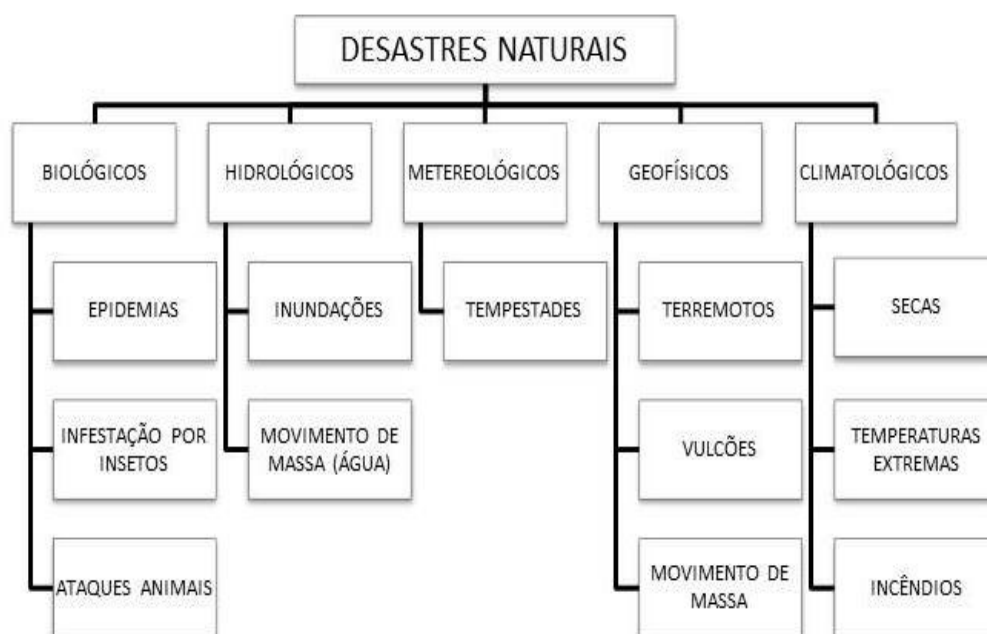 DESASTRES NATURAIS
BIOLÓGICOS
HIDROLÓGICOS
METEREOLÓGICOS
GEOFÍSICOS
CLIMATOLÓGICOS
EPIDEMIAS
INUNDAÇÕES
TEMPESTADES
TERREMOTOS
SECAS
INFESTAÇÃO POR
INSETOS
MOVIMENTO DE
MASSA (ÁGUA)
VULCÕES
TEMPERATURAS
EXTREMAS
ATAQUES ANIMAIS
MOVIMENTO DE
MASSA
INCÊNDIOS